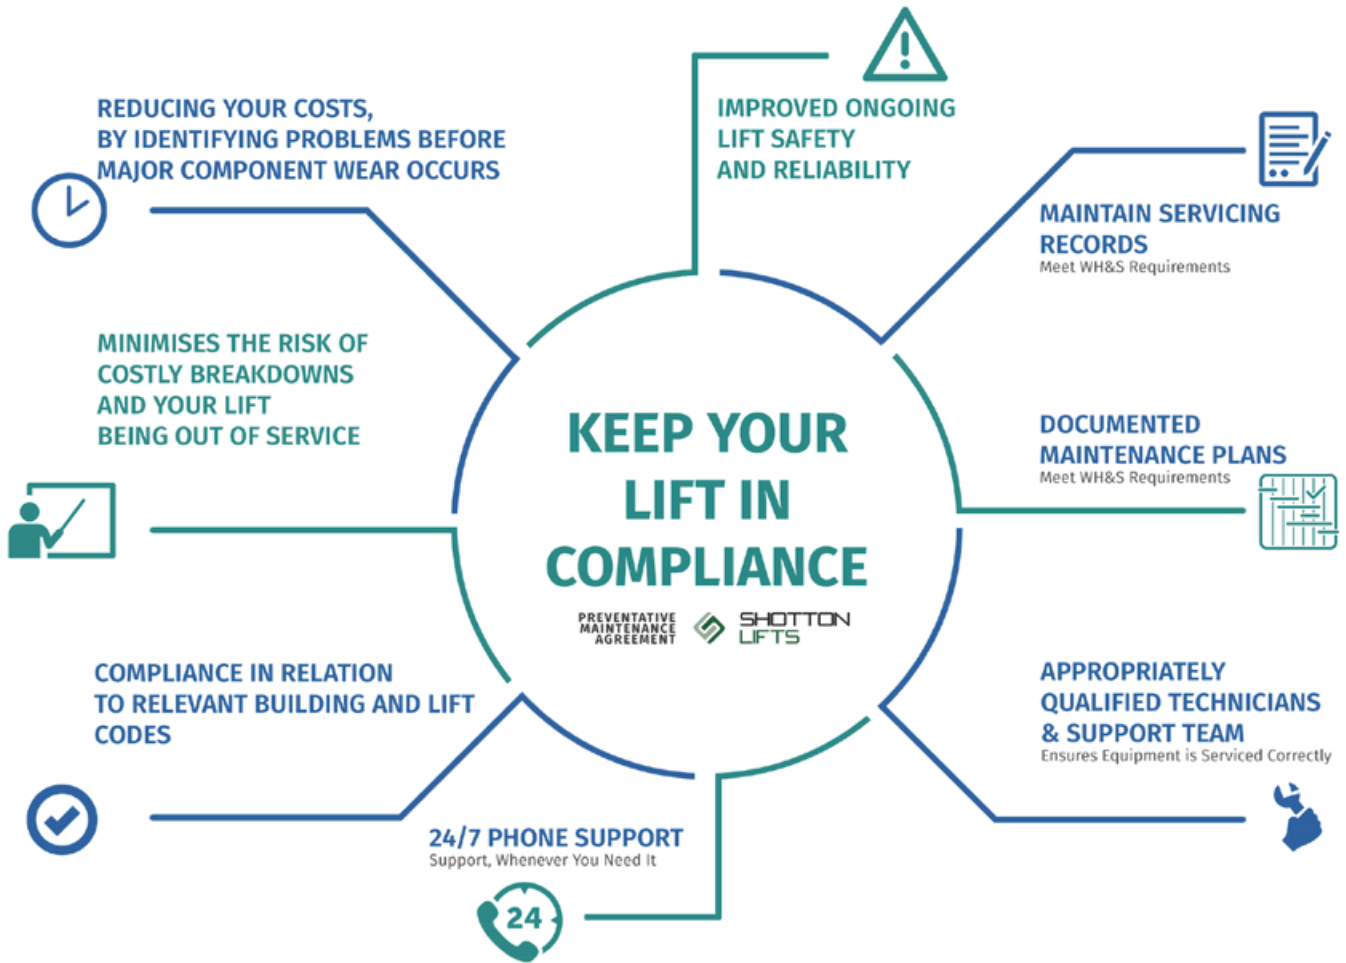 REDUCING YOUR COSTS,
BY IDENTIFYING PROBLEMS BEFORE
MAJOR COMPONENT WEAR OCCURS
IMPROVED ONGOING
LIFT SAFETY
AND RELIABILITY
MAINTAIN SERVICING
RECORDS
Meet WH&S Requirements
MINIMISES THE RISK OF
COSTLY BREAKDOWNS
AND YOUR LIFT
BEING OUT OF SERVICE
KEEP YOUR
LIFT IN
COMPLIANCE
PREVENTATIVE
MAINTENANCE
AGREEMENT
SHOTTON
LIFTS
DOCUMENTED
MAINTENANCE PLANS
Meet WH&S Requirements
COMPLIANCE IN RELATION
TO RELEVANT BUILDING AND LIFT
CODES
24/7 PHONE SUPPORT
Support, Whenever You Need It
24
APPROPRIATELY
QUALIFIED TECHNICIANS
& SUPPORT TEAM
Ensures Equipment is Serviced Correctly